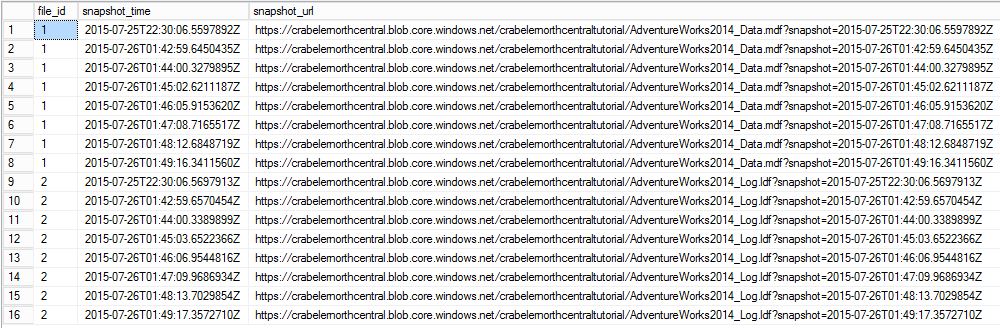 file_id snapshot_time snapshot_url
1 1 2015-07-25T22:30:06.5597892Z https://crabelemorthcentral.blob.core.windows.net/crabelemorthcentraltutorial/AdventureWorks2014_Data.mdf?snapshot=2015-07-25T22:30:06.5597892Z
2 1 2015-07-26T01:42:59.6450435Z https://crabelemorthcentral.blob.core.windows.net/crabelemorthcentraltutorial/AdventureWorks2014_Data.mdf?snapshot=2015-07-26T01:42:59.6450435Z
3 1 2015-07-26T01:44:00.3279895Z https://crabelemorthcentral.blob.core.windows.net/crabelemorthcentraltutorial/AdventureWorks2014_Data.mdf?snapshot=2015-07-26T01:44:00.3279895Z
4 1 2015-07-26T01:45:02.6211187Z https://crabelemorthcentral.blob.core.windows.net/crabelemorthcentraltutorial/AdventureWorks2014_Data.mdf?snapshot=2015-07-26T01:45:02.6211187Z
5 1 2015-07-26T01:46:05.9153620Z https://crabelemorthcentral.blob.core.windows.net/crabelemorthcentraltutorial/AdventureWorks2014_Data.mdf?snapshot=2015-07-26T01:46:05.9153620Z
6 1 2015-07-26T01:47:08.7165517Z https://crabelemorthcentral.blob.core.windows.net/crabelemorthcentraltutorial/AdventureWorks2014_Data.mdf?snapshot=2015-07-26T01:47:08.7165517Z
7 1 2015-07-26T01:48:12.6848719Z https://crabelemorthcentral.blob.core.windows.net/crabelemorthcentraltutorial/AdventureWorks2014_Data.mdf?snapshot=2015-07-26T01:48:12.6848719Z
8 1 2015-07-26T01:49:16.3411560Z https://crabelemorthcentral.blob.core.windows.net/crabelemorthcentraltutorial/AdventureWorks2014_Data.mdf?snapshot=2015-07-26T01:49:16.3411560Z
9 2 2015-07-25T22:30:06.5697913Z https://crabelemorthcentral.blob.core.windows.net/crabelemorthcentraltutorial/AdventureWorks2014_Log.ldf?snapshot=2015-07-25T22:30:06.5697913Z
10 2 2015-07-26T01:42:59.6570454Z https://crabelemorthcentral.blob.core.windows.net/crabelemorthcentraltutorial/AdventureWorks2014_Log.ldf?snapshot=2015-07-26T01:42:59.6570454Z
11 2 2015-07-26T01:44:00.3389899Z https://crabelemorthcentral.blob.core.windows.net/crabelemorthcentraltutorial/AdventureWorks2014_Log.ldf?snapshot=2015-07-26T01:44:00.3389899Z
12 2 2015-07-26T01:45:03.6522366Z https://crabelemorthcentral.blob.core.windows.net/crabelemorthcentraltutorial/AdventureWorks2014_Log.ldf?snapshot=2015-07-26T01:45:03.6522366Z
13 2 2015-07-26T01:46:06.9544816Z https://crabelemorthcentral.blob.core.windows.net/crabelemorthcentraltutorial/AdventureWorks2014_Log.ldf?snapshot=2015-07-26T01:46:06.9544816Z
14 2 2015-07-26T01:47:09.9686934Z https://crabelemorthcentral.blob.core.windows.net/crabelemorthcentraltutorial/AdventureWorks2014_Log.ldf?snapshot=2015-07-26T01:47:09.9686934Z
15 2 2015-07-26T01:48:13.7029854Z https://crabelemorthcentral.blob.core.windows.net/crabelemorthcentraltutorial/AdventureWorks2014_Log.ldf?snapshot=2015-07-26T01:48:13.7029854Z
16 2 2015-07-26T01:49:17.3572710Z https://crabelemorthcentral.blob.core.windows.net/crabelemorthcentraltutorial/AdventureWorks2014_Log.ldf?snapshot=2015-07-26T01:49:17.3572710Z